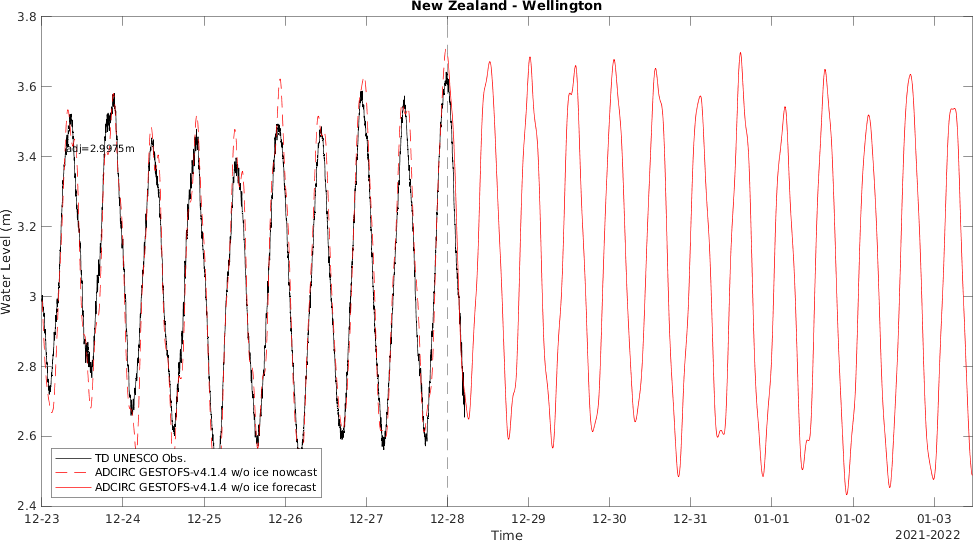 New Zealand - Wellington
3.8
3.6
3.4
3.2
3
2.8
2.6
2.4
Water Level (m)
adj=2.9975m
TD UNESCO Obs.
ADCIRC GESTOFS-v4.1.4 w/o ice nowcast
ADCIRC GESTOFS-v4.1.4 w/o ice forecast
12-23 12-24 12-25 12-26 12-27 12-28 12-29 12-30 12-31 01-01 01-02 01-03
Time
2021-2022